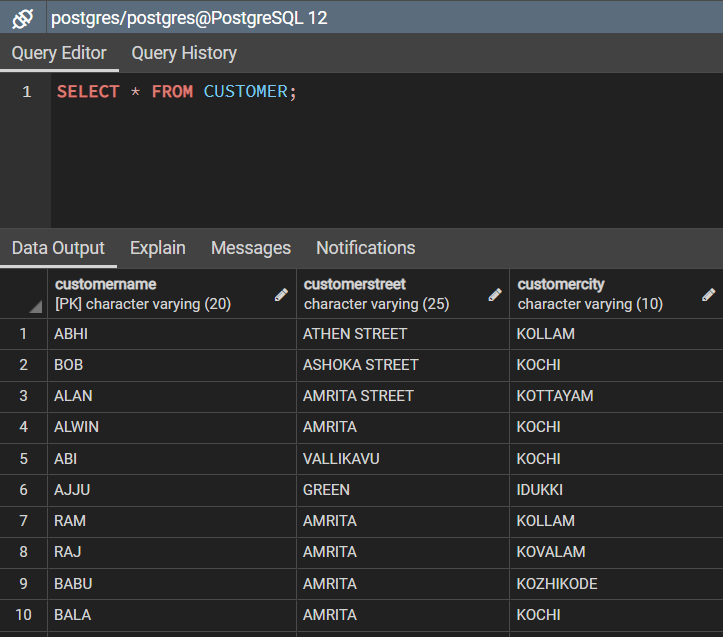 postgres/postgres@PostgreSQL 12
Query Editor Query History
1 SELECT * FROM CUSTOMER;
Data Output Explain Messages Notifications
customername customerstreet customercity
[PK] character varying (20) character varying (25) character varying (10)
1 ABHI ATHEN STREET KOLLAM
2 BOB ASHOKA STREET KOCHI
3 ALAN AMRITA STREET KOTTAYAM
4 ALWIN AMRITA KOCHI
5 ABI VALLIKAVU KOCHI
6 AJJU GREEN IDUKKI
7 RAM AMRITA KOLLAM
8 RAJ AMRITA KOVALAM
9 BABU AMRITA KOZHIKODE
10 BALA AMRITA KOCHI